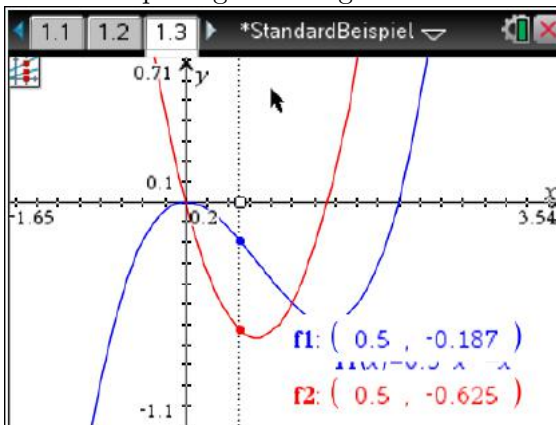 1.1 1.2 1.3 *StandardBeispiel
0.71 y
0.1
x
-1.65 0.2 3.54
f1: ( 0.5 , -0.187 )
f2: ( 0.5 , -0.625 )
-1.1